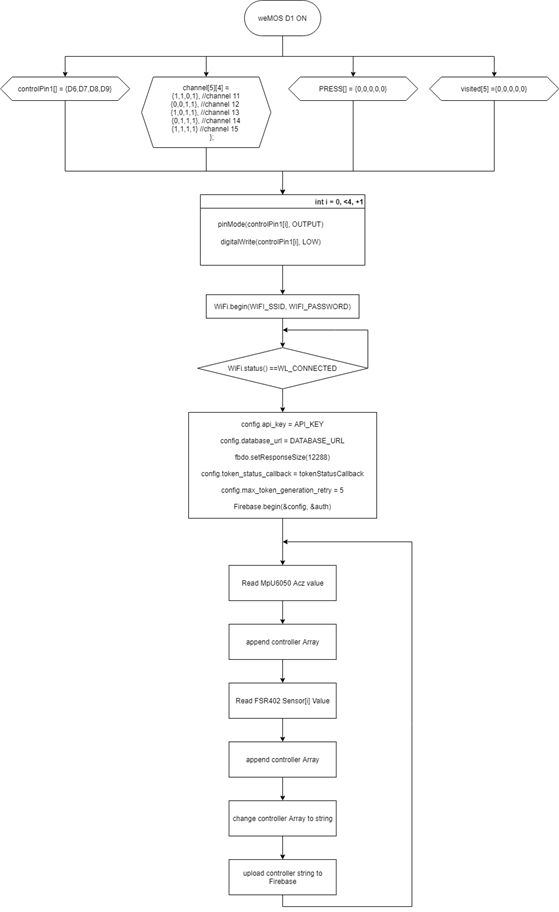 weMOS D1 ON
controlPin1[] = {D6,D7,D8,D9}
channel[5][4] =
{1,1,0,1}, //channel 11
{0,0,1,1}, //channel 12
{1,0,1,1}, //channel 13
{0,1,1,1}, //channel 14
{1,1,1,1} //channel 15
};
PRESS[] = {0,0,0,0,0}
visited[5] ={0,0,0,0,0}
int i = 0, <4, +1
pinMode(controlPin1[i], OUTPUT)
digitalWrite(controlPin1[i], LOW)
WiFi.begin(WIFI_SSID, WIFI_PASSWORD)
WiFi.status() ==WL_CONNECTED
config.api_key = API_KEY
config.database_url = DATABASE_URL
fbdo.setResponseSize(12288)
config.token_status_callback = tokenStatusCallback
config.max_token_generation_retry = 5
Firebase.begin(&config, &auth)
Read MpU6050 Acz value
append controller Array
Read FSR402 Sensor[i] Value
append controller Array
change controller Array to string
upload controller string to
Firebase